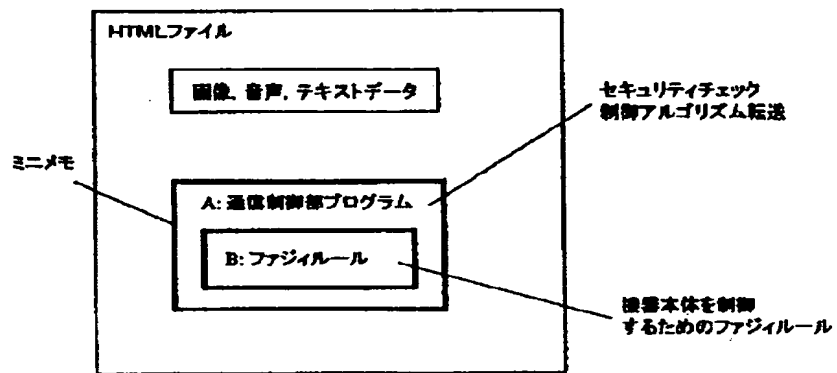 HTMLファイル
画像, 音声, テキストデータ
セキュリティチェック
制御アルゴリズム転送
ミニメモ
A: 通信制御部プログラム
B: ファジィルール
機器本体を制御
するためのファジィルール